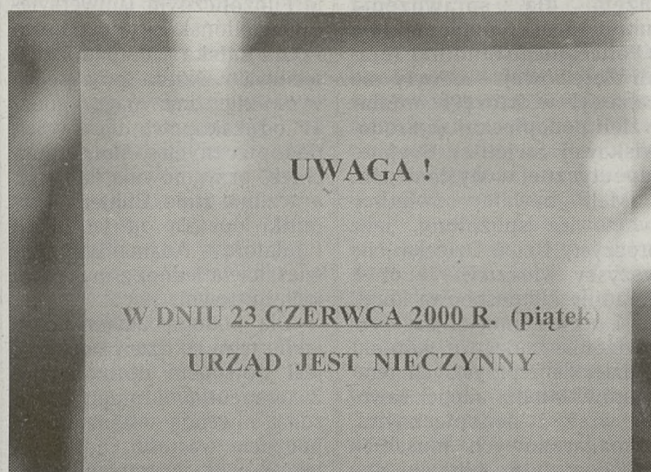 UWAGA !
W DNIU 23 CZERWCA 2000 R. (piątek)
URZĄD JEST NIECZYNNY